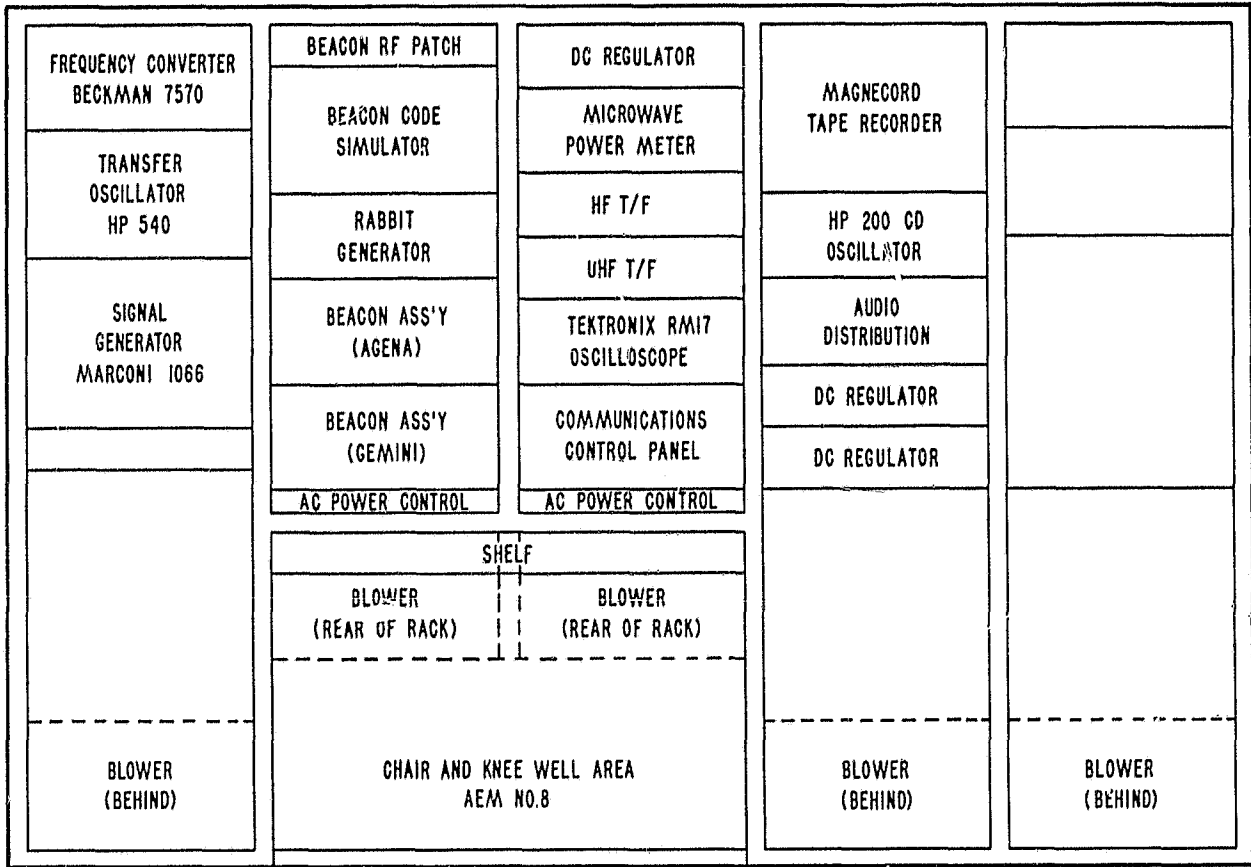 FREQUENCY CONVERTER
BECKMAN 7570
TRANSFER
OSCILLATOR
HP 540
SIGNAL
GENERATOR
MARCONI 1066
BLOWER
(BEHIND)
BEACON RF PATCH
BEACON CODE
SIMULATOR
RABBIT
GENERATOR
BEACON ASS'Y
(AGENA)
BEACON ASS'Y
(GEMINI)
AC POWER CONTROL
DC REGULATOR
MICROWAVE
POWER METER
HF T/F
UHF T/F
TEKTRONIX RM17
OSCILLOSCOPE
COMMUNICATIONS
CONTROL PANEL
AC POWER CONTROL
SHELF
BLOWER
(REAR OF RACK)
BLOWER
(REAR OF RACK)
CHAIR AND KNEE WELL AREA
AEM NO.8
MAGNECORD
TAPE RECORDER
HP 200 CD
OSCILLATOR
AUDIO
DISTRIBUTION
DC REGULATOR
DC REGULATOR
BLOWER
(BEHIND)
BLOWER
(BEHIND)